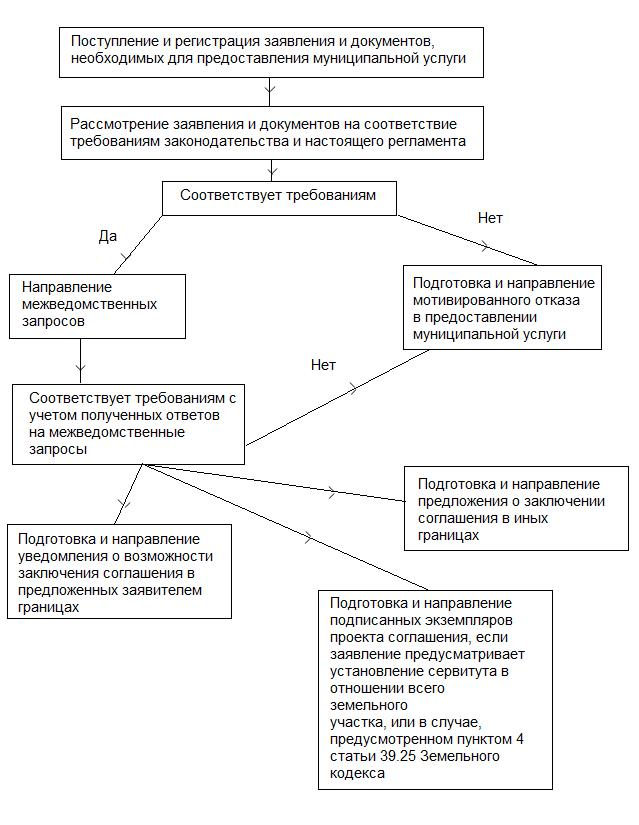 Поступление и регистрация заявления и документов,
необходимых для предоставления муниципальной услуги
Рассмотрение заявления и документов на соответствие
требованиям законодательства и настоящего регламента
Соответствует требованиям
Да
Нет
Направление
межведомственных
запросов
Подготовка и направление
мотивированного отказа
в предоставлении
муниципальной услуги
Нет
Соответствует требованиям с
учетом полученных ответов
на межведомственные
запросы
Подготовка и направление
предложения о заключении
соглашения в иных
границах
Подготовка и направление
уведомления о возможности
заключения соглашения в
предложенных заявителем
границах
Подготовка и направление
подписанных экземпляров
проекта соглашения, если
заявление предусматривает
установление сервитута в
отношении всего
земельного
участка, или в случае,
предусмотренном пунктом 4
статьи 39.25 Земельного
кодекса